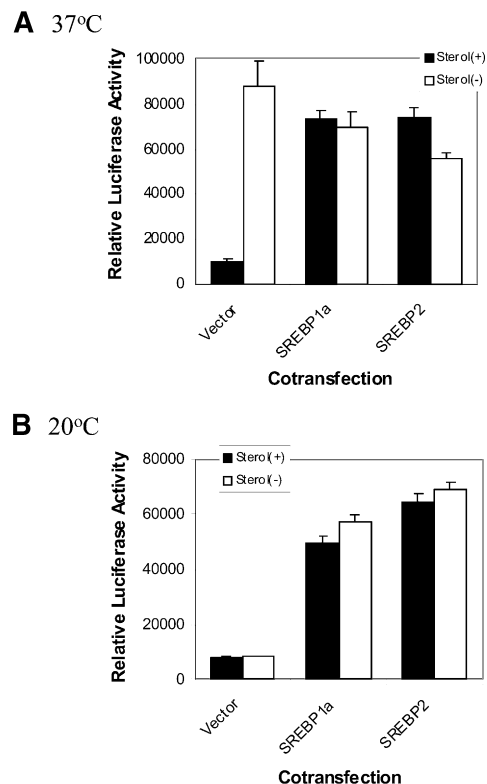 A 37°C
Sterol(+)
Sterol(-)
Relative Luciferase Activity
100000
80000
60000
40000
20000
0
Vector
SREBP1a
SREBP2
Cotransfection
B 20°C
Sterol(+)
Sterol(-)
Relative Luciferase Activity
80000
60000
40000
20000
0
Vector
SREBP1a
SREBP2
Cotransfection